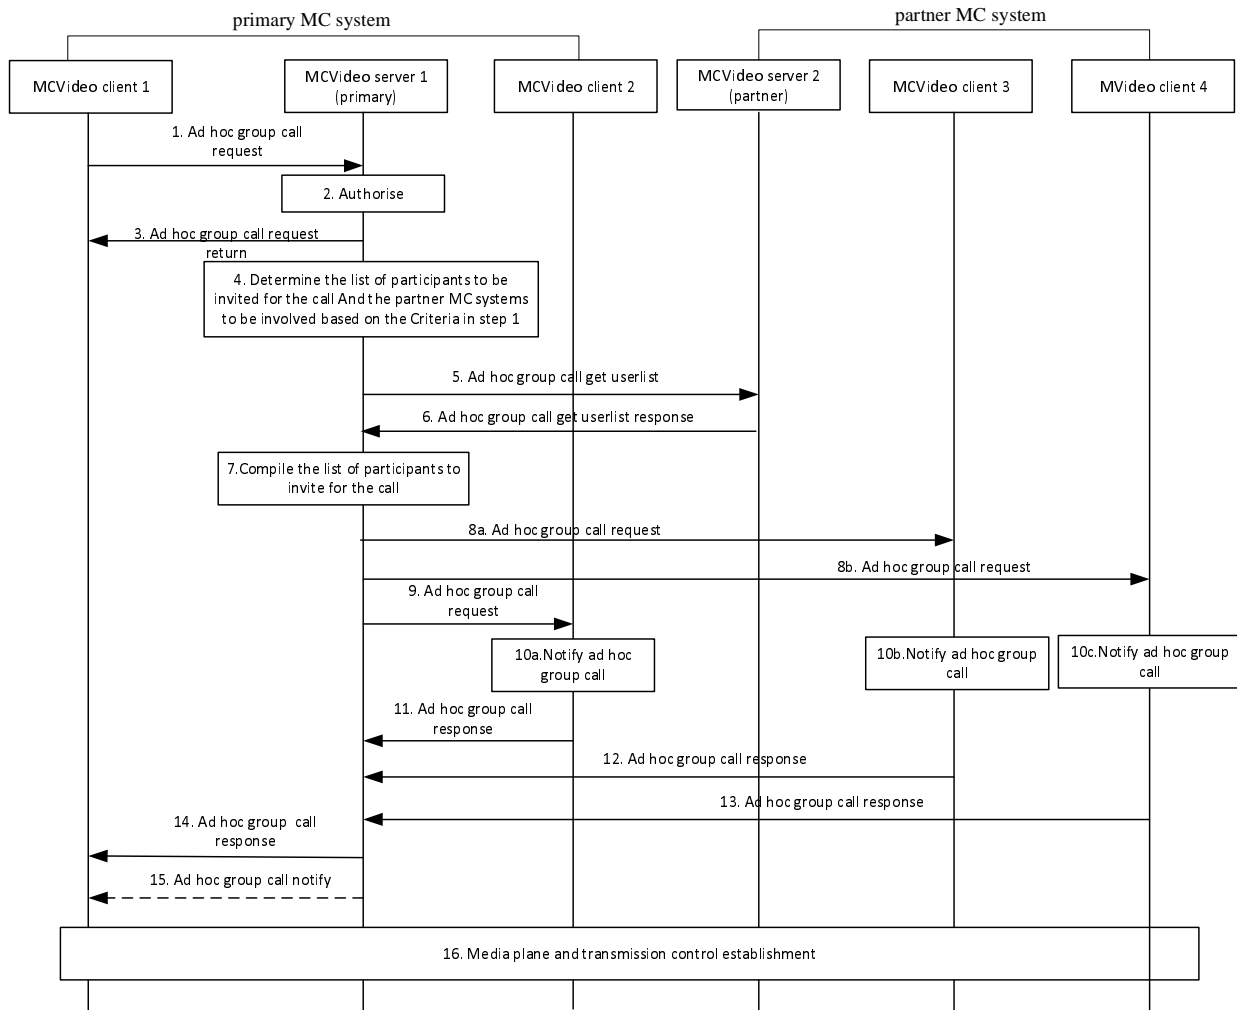 primary MC system
partner MC system
MCVideo client 1
MCVideo server 1
(primary)
MCVideo client 2
MCVideo server 2
(partner)
MCVideo client 3
MVideo client 4
1. Ad hoc group call
request
2. Authorise
3. Ad hoc group call request
return
4. Determine the list of participants to be
invited for the call And the partner MC systems
to be involved based on the Criteria in step 1
5. Ad hoc group call get userlist
6. Ad hoc group call get userlist response
7.Compile the list of participants to
invite for the call
8a. Ad hoc group call request
8b. Ad hoc group call request
9. Ad hoc group call
request
10a.Notify ad hoc
group call
10b.Notify ad hoc group
call
10c.Notify ad hoc group
call
11. Ad hoc group call
response
12. Ad hoc group call response
13. Ad hoc group call response
14. Ad hoc group call
response
15. Ad hoc group call notify
16. Media plane and transmission control establishment